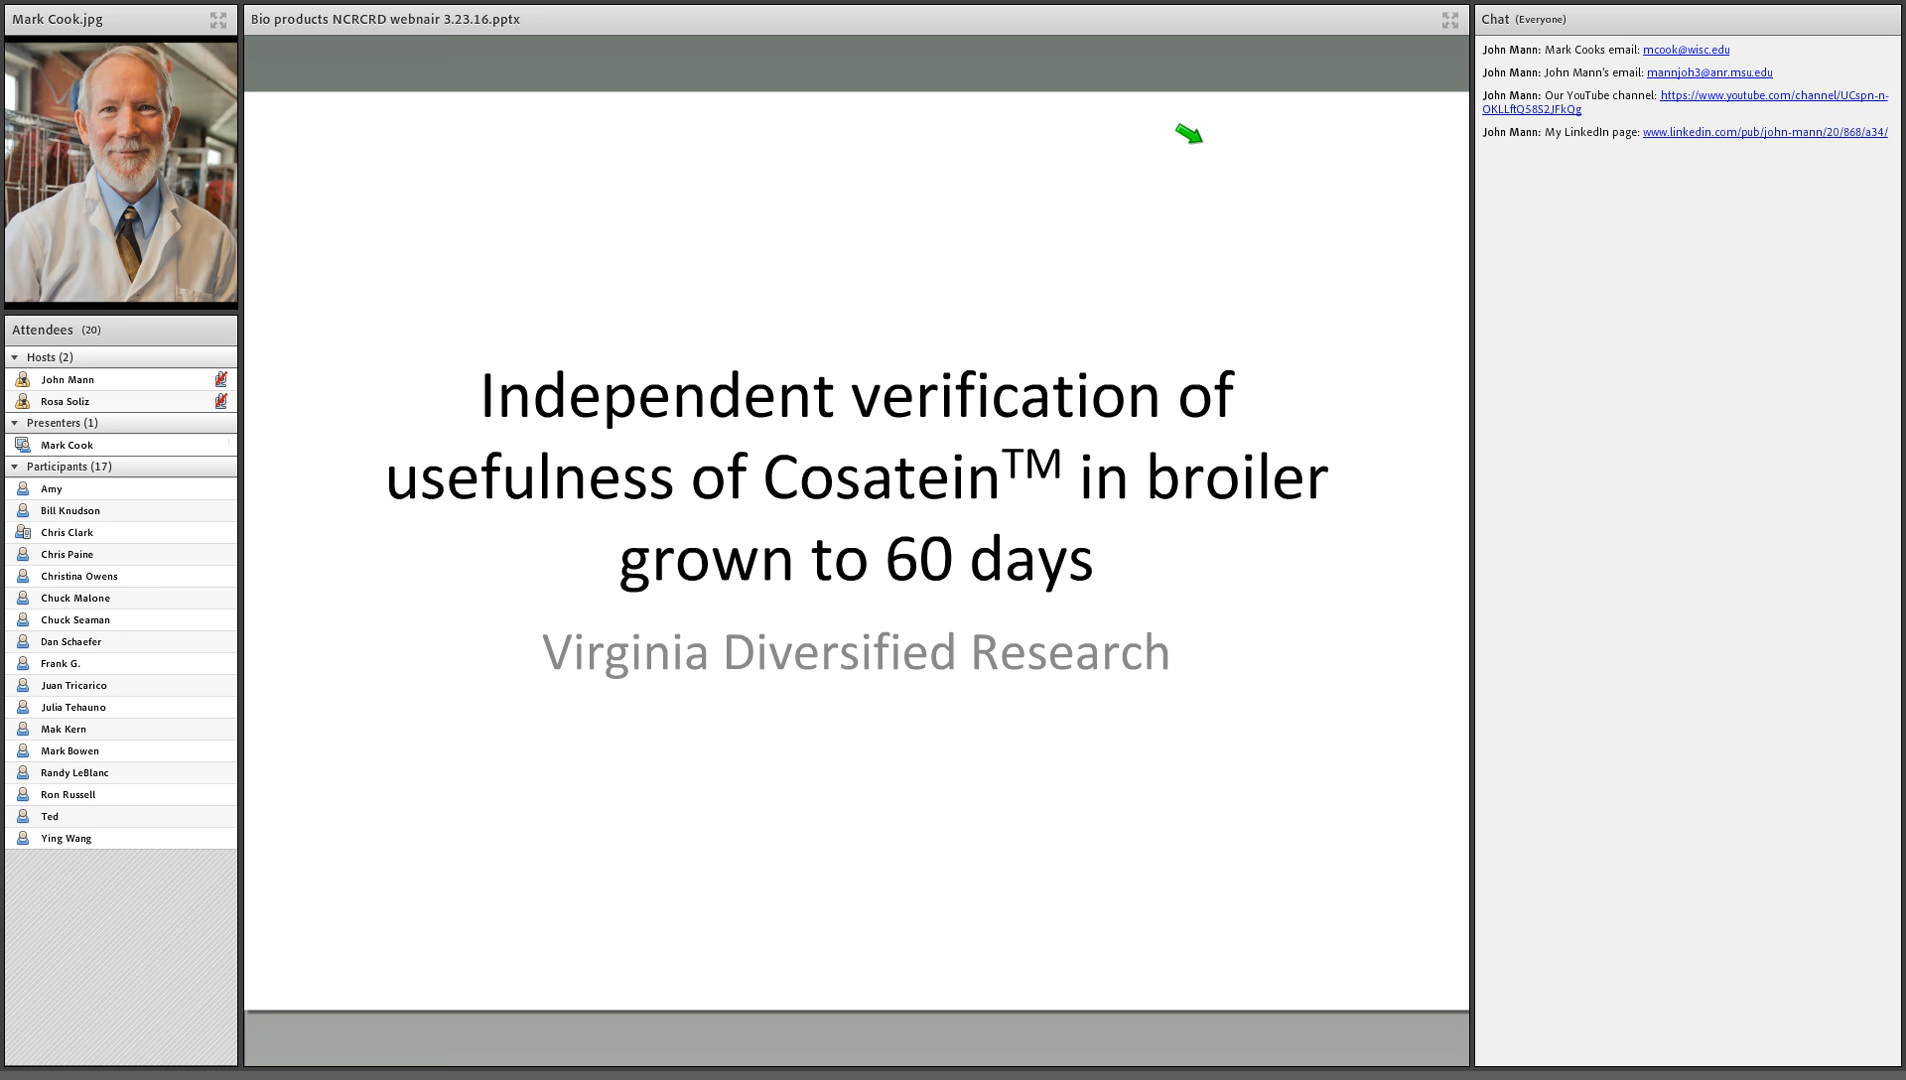 Mark Cook.jpg
Attendees (20)
Hosts (2)
John Mann
Rosa Soliz
Presenters (1)
Mark Cook
Participants (17)
Amy
Bill Knudson
Chris Clark
Chris Paine
Christina Owens
Chuck Malone
Chuck Seaman
Dan Schaefer
Frank G.
Juan Tricarico
Julia Tehauno
Mak Kern
Mark Bowen
Randy LeBlanc
Ron Russell
Ted
Ying Wang
Bio products NCRCRD webnair 3.23.16.pptx
Independent verification of
usefulness of Cosatein™ in broiler
grown to 60 days
Virginia Diversified Research
Chat (Everyone)
John Mann: Mark Cooks email: mcook@wisc.edu
John Mann: John Mann's email: mannjoh3@anr.msu.edu
John Mann: Our YouTube channel: https://www.youtube.com/channel/UCspn-n-
OKLLftQ58S2JFkQg
John Mann: My LinkedIn page: www.linkedin.com/pub/john-mann/20/868/a34/